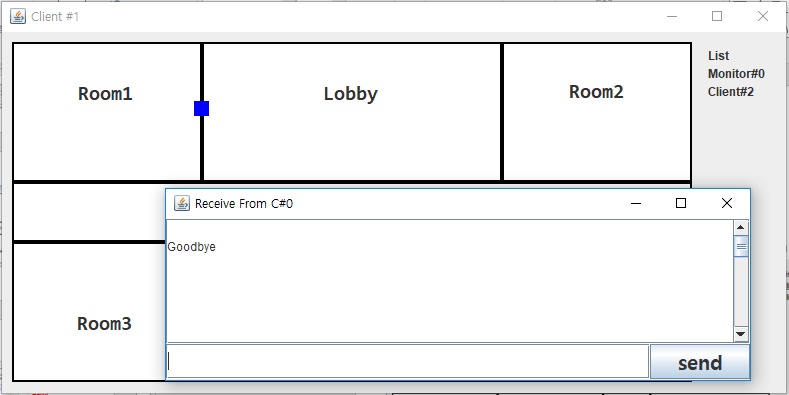 Client #1
List
Monitor#0
Client#2
Room1
Lobby
Room2
Receive From C#0
Goodbye
send
Room3